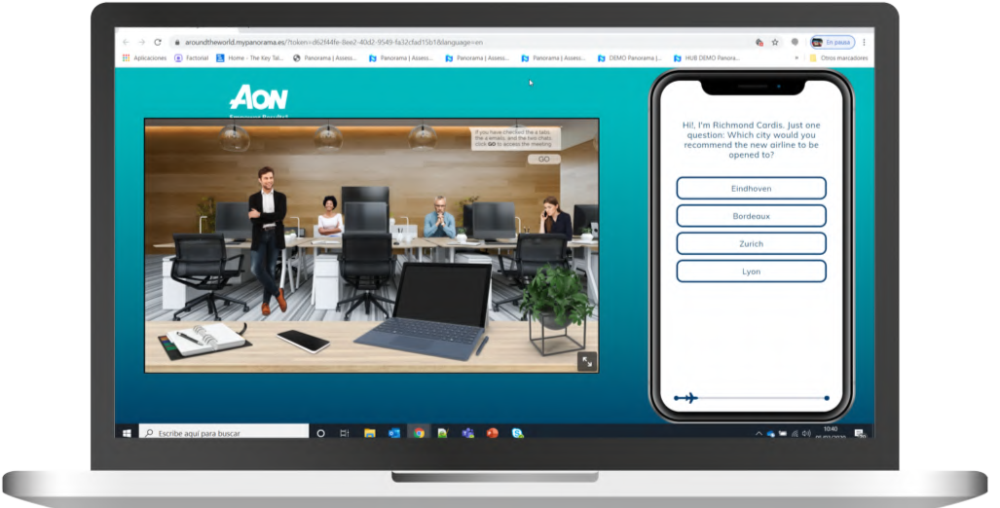 aroundtheworld.mypanorama.es/?token=d62f44fe-8ee2-40d2-9549-fa32cfad15b1&language=en
En pausa
Aplicaciones
Factorial
Home - The Key Tal...
Panorama | Assess...
Panorama | Assess...
Panorama | Assess...
Panorama | Assess...
DEMO Panorama |...
HUB DEMO Panora...
»
Otros marcadores
AON
Empower Results®
If you have checked the 4 tabs,
the 4 emails, and the two chats
click GO to access the meeting
GO
Hi!, I'm Richmond Cardis. Just one
question: Which city would you
recommend the new airline to be
opened to?
Eindhoven
Bordeaux
Zurich
Lyon
Escribe aquí para buscar
10:40